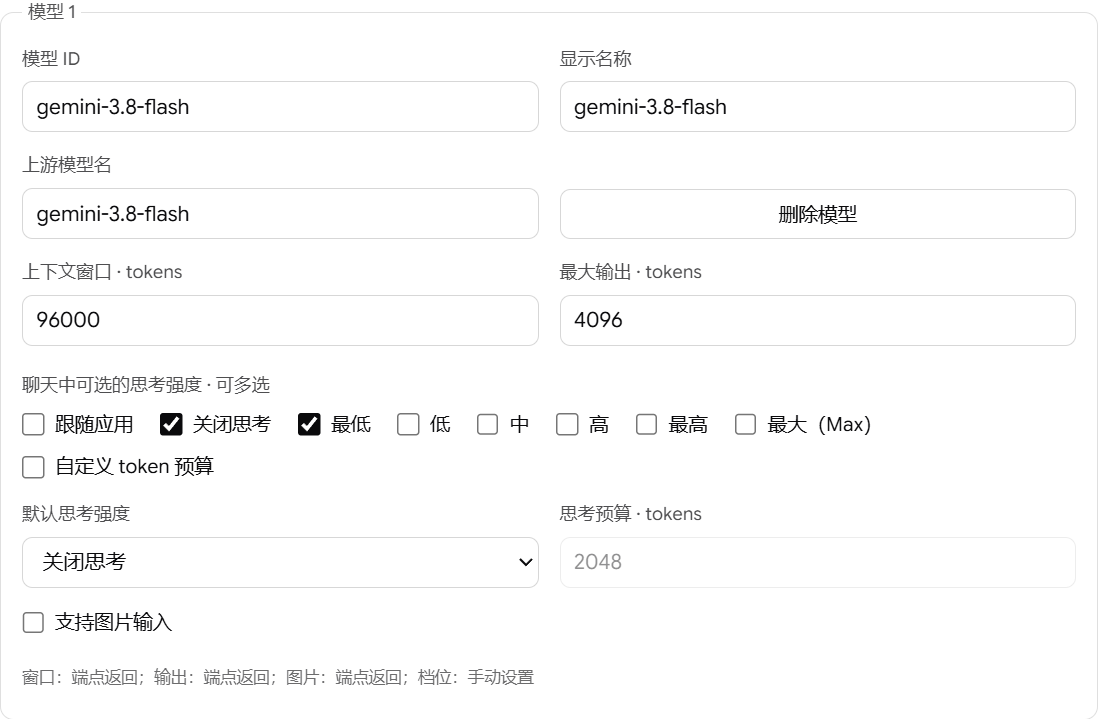 模型 1
模型 ID 显示名称
gemini-3.8-flash gemini-3.8-flash
上游模型名
gemini-3.8-flash 删除模型
上下文窗口 · tokens 最大输出 · tokens
96000 4096
聊天中可选的思考强度 · 可多选
跟随应用 关闭思考 最低 低 中 高 最高 最大（Max）
自定义 token 预算
默认思考强度 思考预算 · tokens
关闭思考 2048
支持图片输入
窗口：端点返回；输出：端点返回；图片：端点返回；档位：手动设置